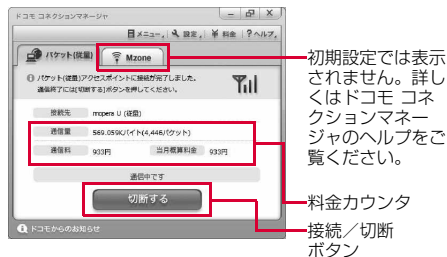 ドコモ コネクションマネージャ
メニュー 設定 料金 ヘルプ
パケット(従量) Mzone
パケット(従量)アクセスポイントに接続が完了しました。
通信終了には[切断する]ボタンを押してください。
接続先 mopera U (従量)
通信量 569.059Kバイト(4,446パケット)
通信料 933円 当月概算料金 933円
通信中です
切断する
ドコモからのお知らせ
初期設定では表示
されません。詳し
くはドコモ コネ
クションマネー
ジャのヘルプをご
覧ください。
料金カウンタ
接続／切断
ボタン